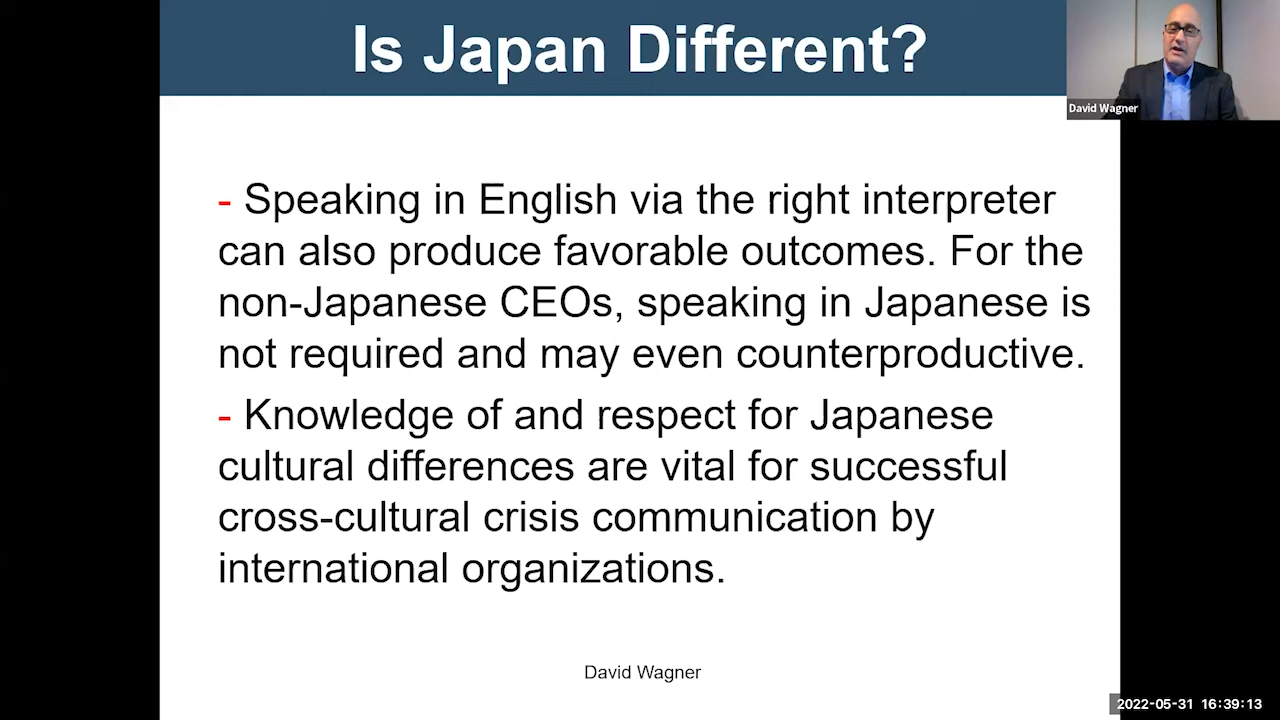 Is Japan Different?
David Wagner
- Speaking in English via the right interpreter
can also produce favorable outcomes. For the
non-Japanese CEOs, speaking in Japanese is
not required and may even counterproductive.
- Knowledge of and respect for Japanese
cultural differences are vital for successful
cross-cultural crisis communication by
international organizations.
David Wagner
2022-05-31 16:39:13